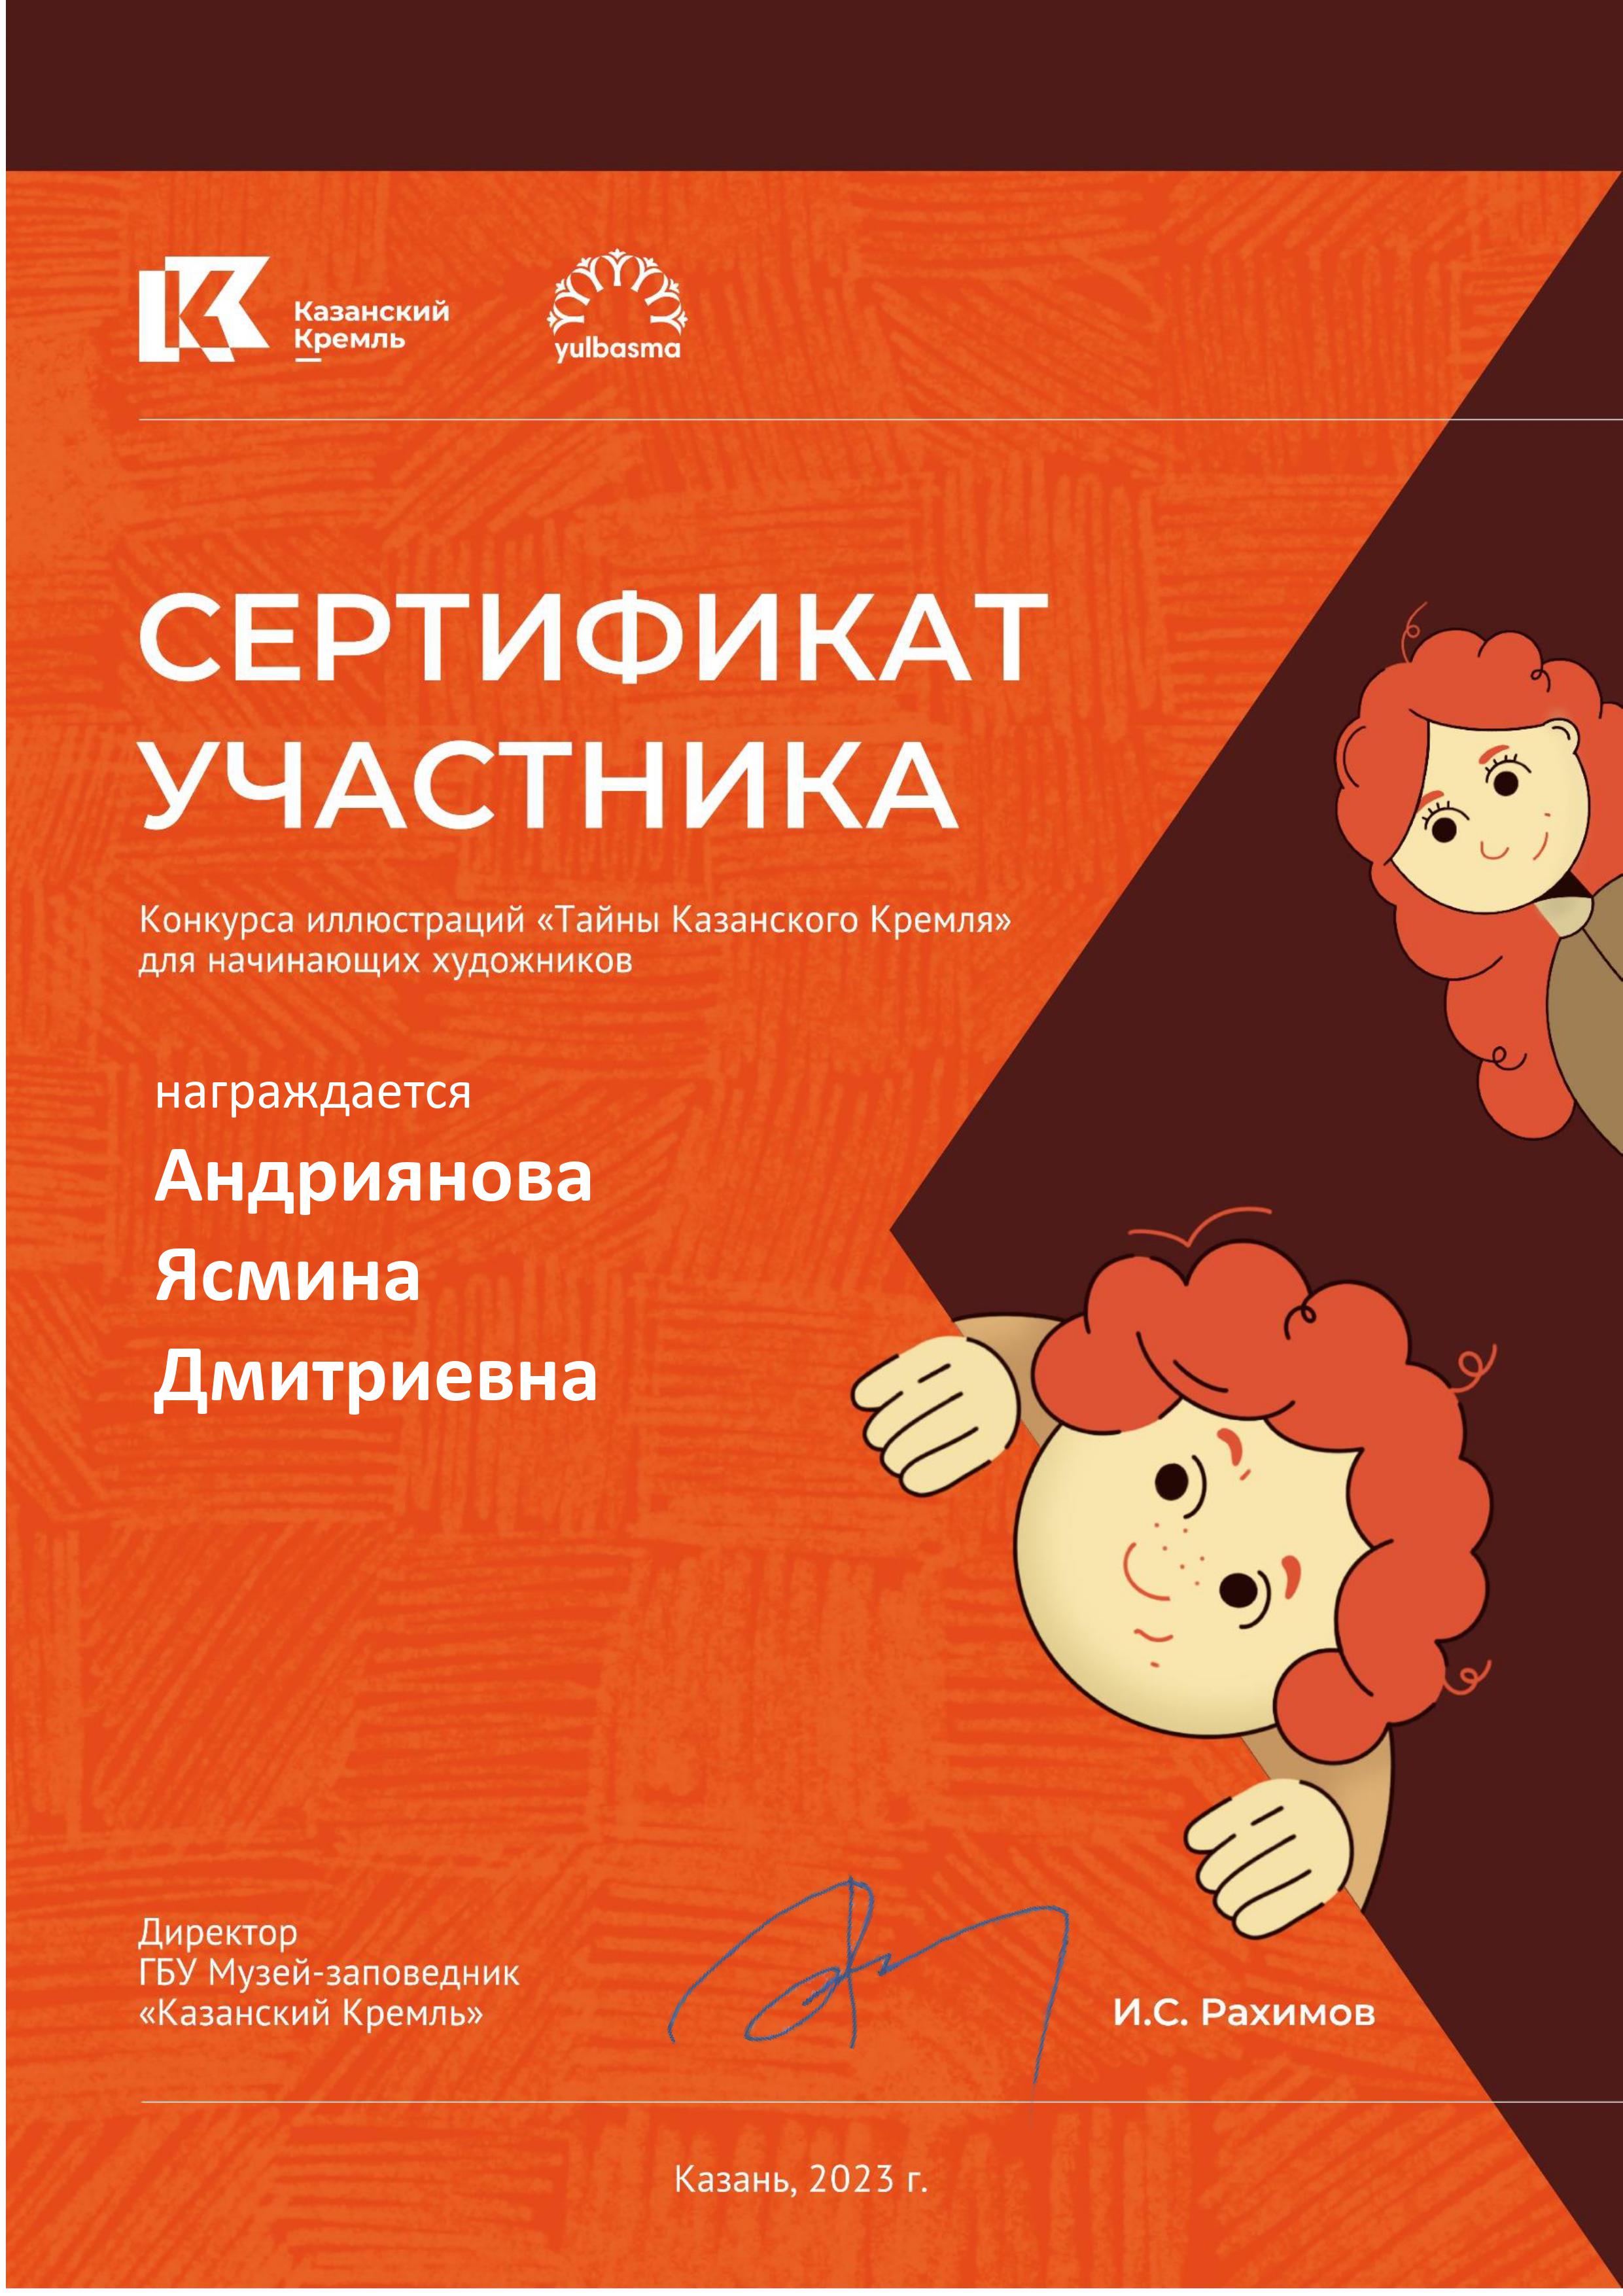 Казанский
Кремль
yulbasma
СЕРТИФИКАТ
УЧАСТНИКА
Конкурса иллюстраций «Тайны Казанского Кремля»
для начинающих художников
награждается
Андриянова
Ясмина
Дмитриевна
Директор
ГБУ Музей-заповедник
«Казанский Кремль»
И.С. Рахимов
Казань, 2023 г.